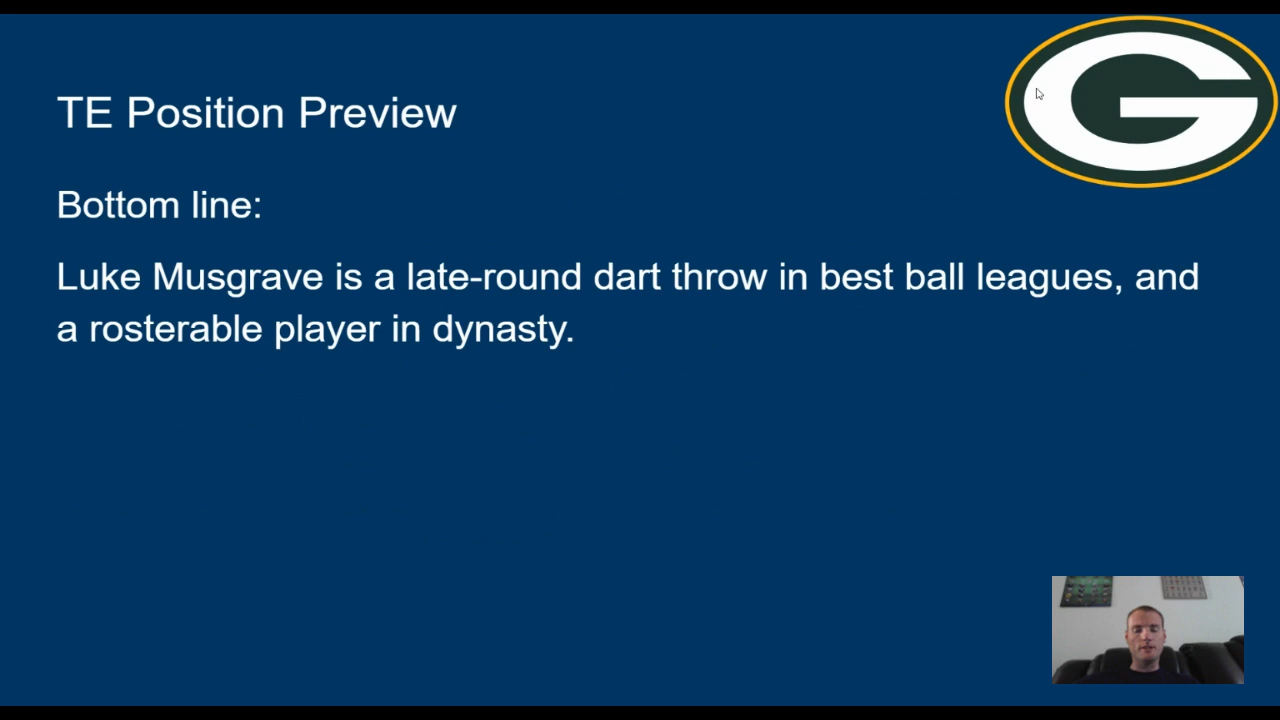 G
TE Position Preview
Bottom line:
Luke Musgrave is a late-round dart throw in best ball leagues, and
a rosterable player in dynasty.